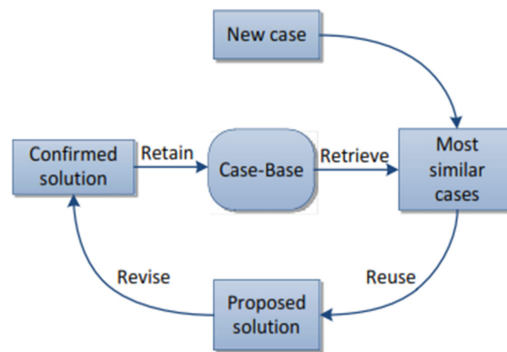 New case
Confirmed
solution
Retain
Case-Base
Retrieve
Most
similar
cases
Revise
Reuse
Proposed
solution